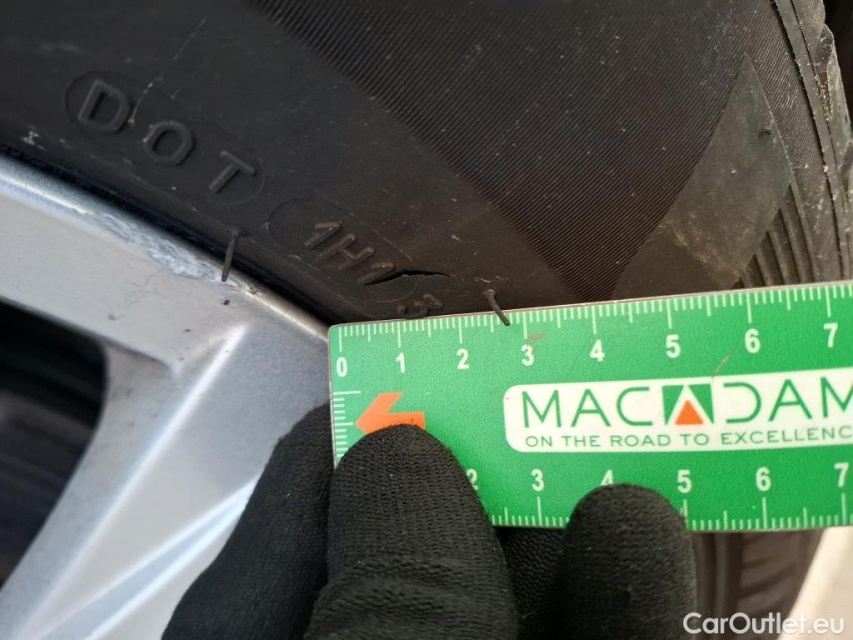 DOT
1H1
0 1 2 3 4 5 6 7
MACADAM
ON THE ROAD TO EXCELLENC
2 3 4 5 6 7
CarOutlet.eu